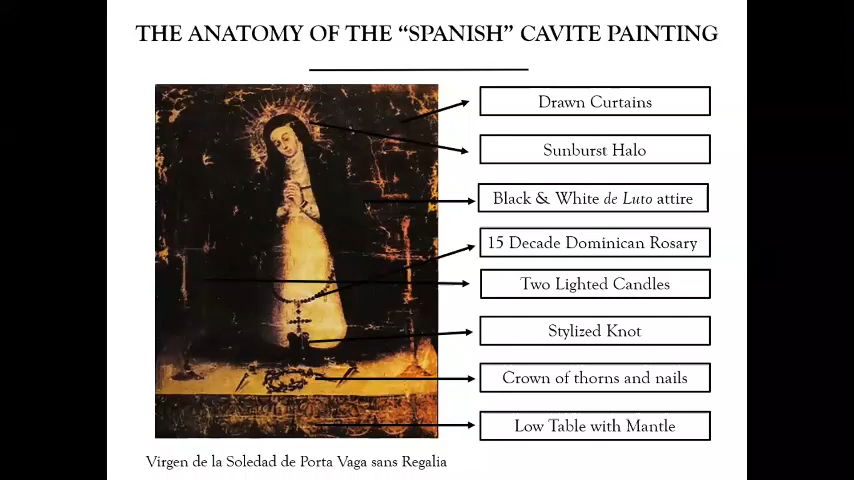 THE ANATOMY OF THE “SPANISH” CAVITE PAINTING
Drawn Curtains
Sunburst Halo
Black & White de Luto attire
15 Decade Dominican Rosary
Two Lighted Candles
Stylized Knot
Crown of thorns and nails
Low Table with Mantle
Virgen de la Soledad de Porta Vaga sans Regalia